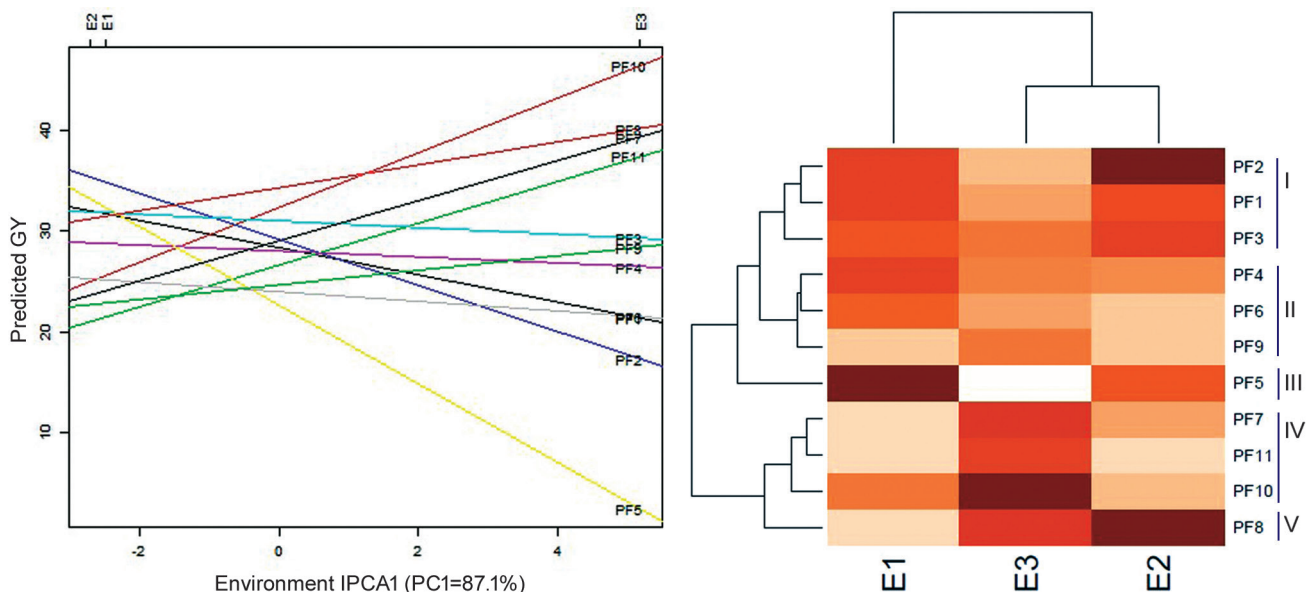 E2 E1 E3
PF10
40
PF8
PF7
PF11
30
PF3
PF9
PF4
20
PF2
10
PF5
-2 0 2 4
Predicted GY
Environment IPCA1 (PC1=87.1%)
PF2
PF1
PF3
PF4
PF6
PF9
PF5
PF7
PF11
PF10
PF8
I
II
III
IV
V
E1 E3 E2